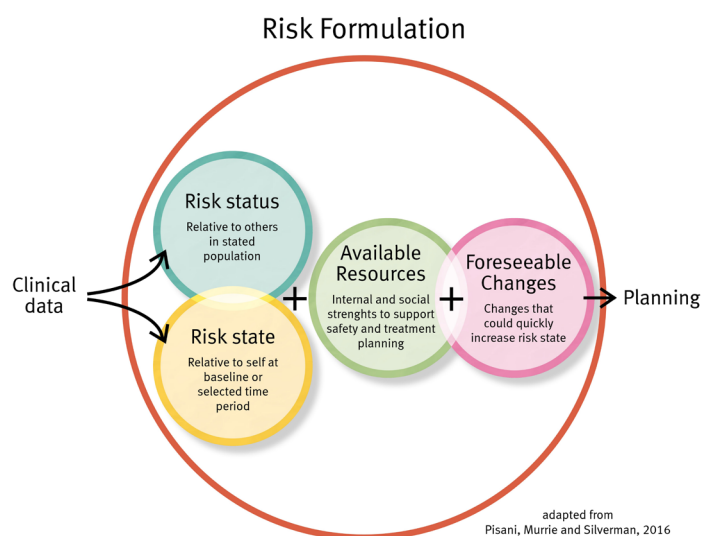 Risk Formulation
Risk status
Relative to others
in stated
population
Clinical
data
Risk state
Relative to self at
baseline or
selected time
period
+
Available
Resources
Internal and social
strenghts to support
safety and treatment
planning
+
Foreseeable
Changes
Changes that
could quickly
increase risk state
Planning
adapted from
Pisani, Murrie and Silverman, 2016